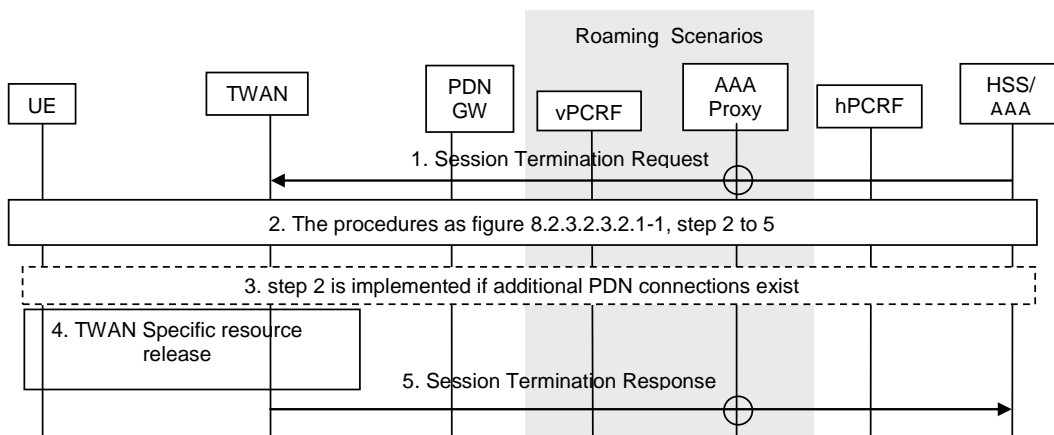 Roaming Scenarios
UE
TWAN
PDN
GW
vPCRF
AAA
Proxy
hPCRF
HSS/
AAA
1. Session Termination Request
2. The procedures as figure 8.2.3.2.3.2.1-1, step 2 to 5
3. step 2 is implemented if additional PDN connections exist
4. TWAN Specific resource
release
5. Session Termination Response